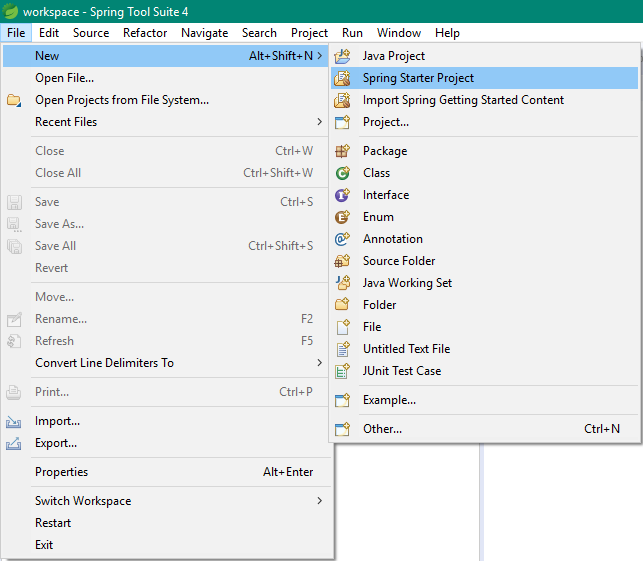 workspace - Spring Tool Suite 4
File Edit Source Refactor Navigate Search Project Run Window Help
New Alt+Shift+N >
Open File...
Open Projects from File System...
Recent Files >
Close Ctrl+W
Close All Ctrl+Shift+W
Save Ctrl+S
Save As...
Save All Ctrl+Shift+S
Revert
Move...
Rename... F2
Refresh F5
Convert Line Delimiters To >
Print... Ctrl+P
Import...
Export...
Properties Alt+Enter
Switch Workspace >
Restart
Exit
Java Project
Spring Starter Project
Import Spring Getting Started Content
Project...
Package
Class
Interface
Enum
Annotation
Source Folder
Java Working Set
Folder
File
Untitled Text File
JUnit Test Case
Example...
Other... Ctrl+N